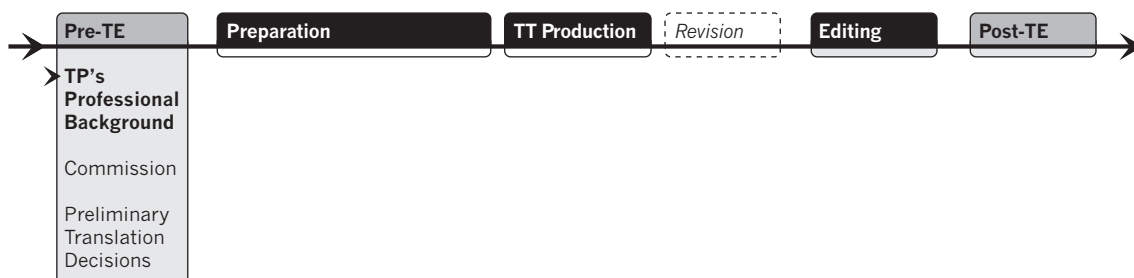 Pre-TE
Preparation
TT Production
Revision
Editing
Post-TE
TP's
Professional
Background
Commission
Preliminary
Translation
Decisions